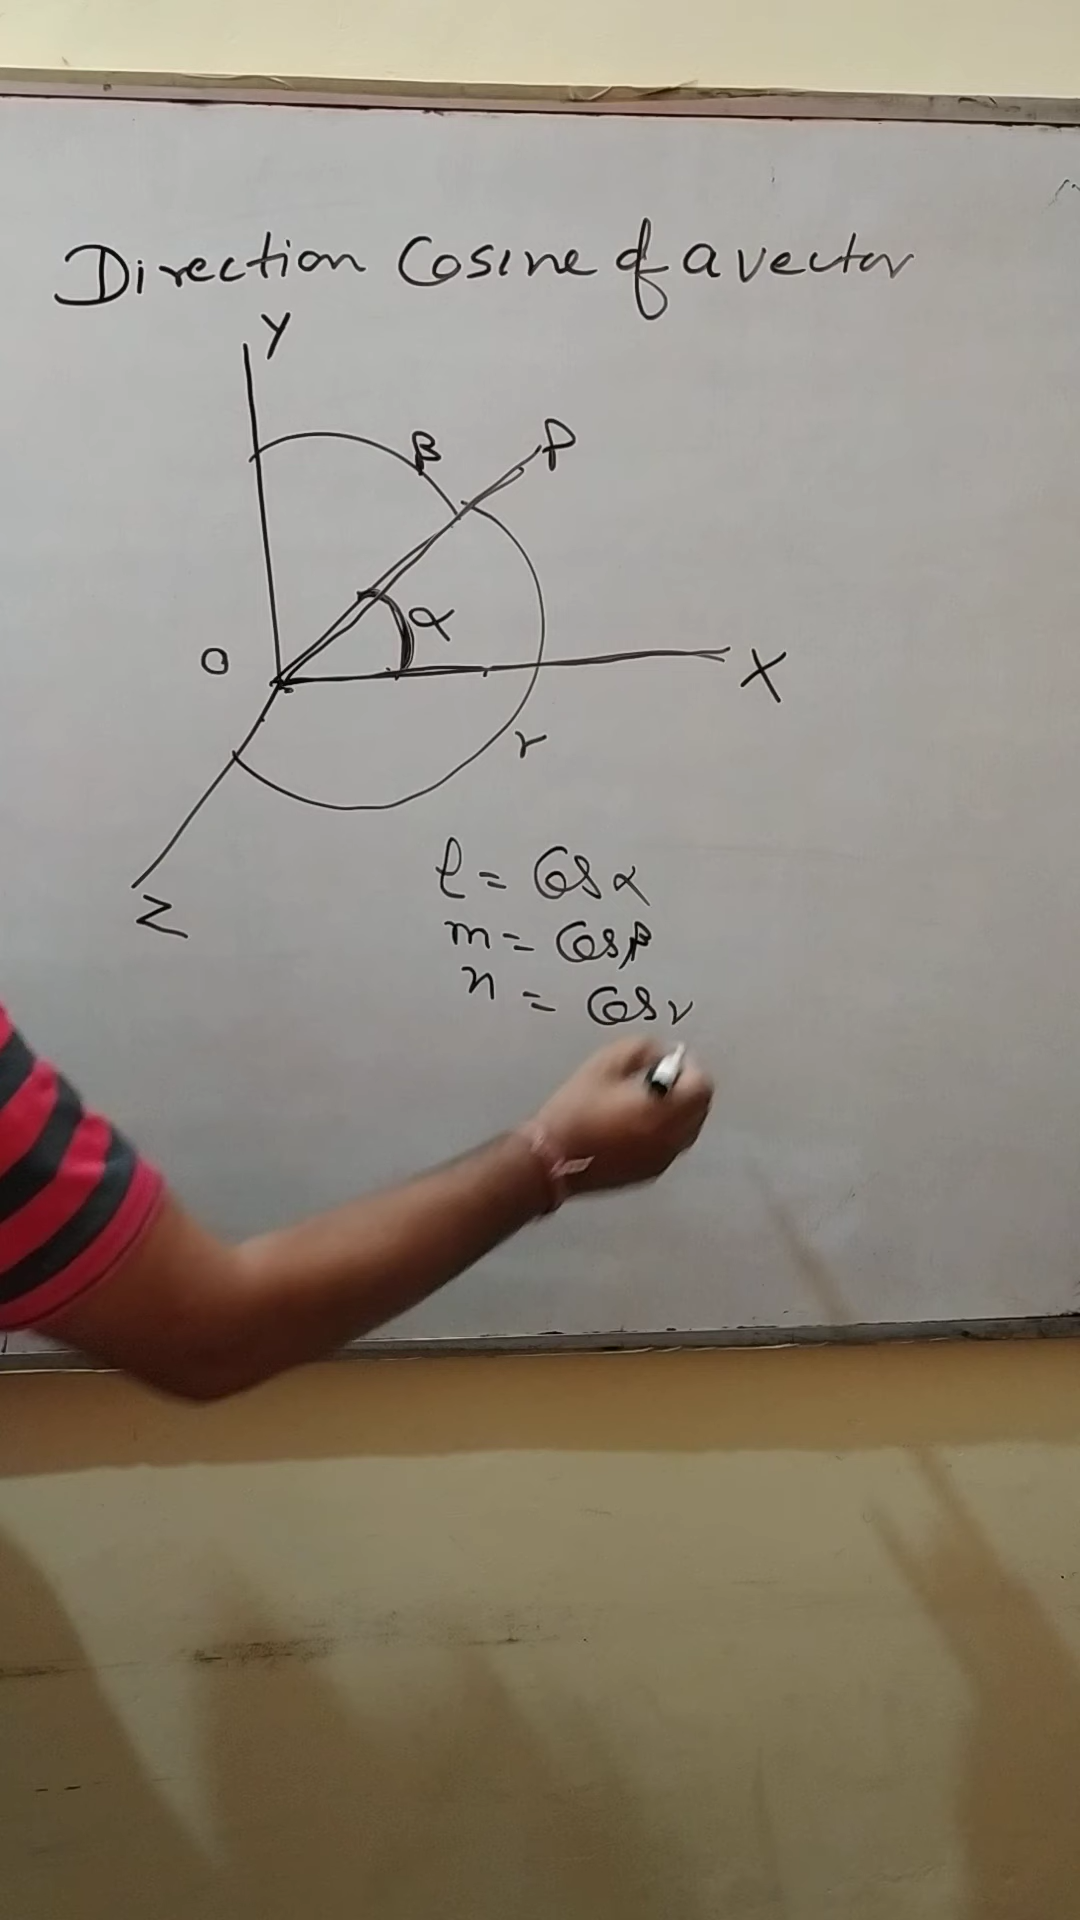 Direction Cosine of a vector
Y
β
P
α
O
X
γ
Z
l = Cos α
m = Cos β
n = Cos γ